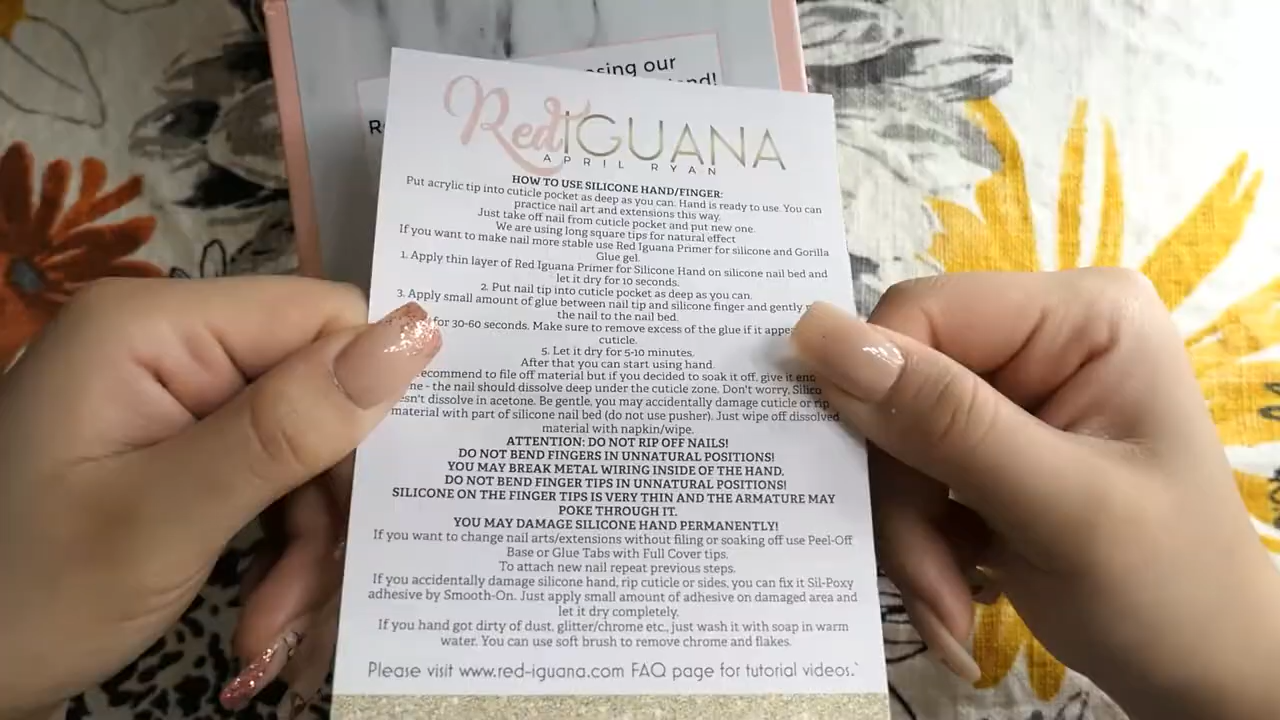 sing our
nd!
R
Red IGUANA
APRIL RYAN
HOW TO USE SILICONE HAND/FINGER:
Put acrylic tip into cuticle pocket as deep as you can. Hand is ready to use. You can
practice nail art and extensions this way.
Just take off nail from cuticle pocket and put new one.
We are using long square tips for natural effect
If you want to make nail more stable use Red Iguana Primer for silicone and Gorilla
Glue gel.
1. Apply thin layer of Red Iguana Primer for Silicone Hand on silicone nail bed and
let it dry for 10 seconds.
2. Put nail tip into cuticle pocket as deep as you can.
3. Apply small amount of glue between nail tip and silicone finger and gently
the nail to the nail bed.
for 30-60 seconds. Make sure to remove excess of the glue if it appe
cuticle.
5. Let it dry for 5-10 minutes.
After that you can start using hand.
ecommend to file off material but if you decided to soak it off, give it eno
ne - the nail should dissolve deep under the cuticle zone. Don't worry, Silico
esn't dissolve in acetone. Be gentle, you may accidentally damage cuticle or rip
material with part of silicone nail bed (do not use pusher). Just wipe off dissolved
material with napkin/wipe.
ATTENTION: DO NOT RIP OFF NAILS!
DO NOT BEND FINGERS IN UNNATURAL POSITIONS!
YOU MAY BREAK METAL WIRING INSIDE OF THE HAND.
DO NOT BEND FINGER TIPS IN UNNATURAL POSITIONS!
SILICONE ON THE FINGER TIPS IS VERY THIN AND THE ARMATURE MAY
POKE THROUGH IT.
YOU MAY DAMAGE SILICONE HAND PERMANENTLY!
If you want to change nail arts/extensions without filing or soaking off use Peel-Off
Base or Glue Tabs with Full Cover tips.
To attach new nail repeat previous steps.
If you accidentally damage silicone hand, rip cuticle or sides, you can fix it Sil-Poxy
adhesive by Smooth-On. Just apply small amount of adhesive on damaged area and
let it dry completely.
If you hand got dirty of dust, glitter/chrome etc., just wash it with soap in warm
water. You can use soft brush to remove chrome and flakes.
Please visit www.red-iguana.com FAQ page for tutorial videos.`